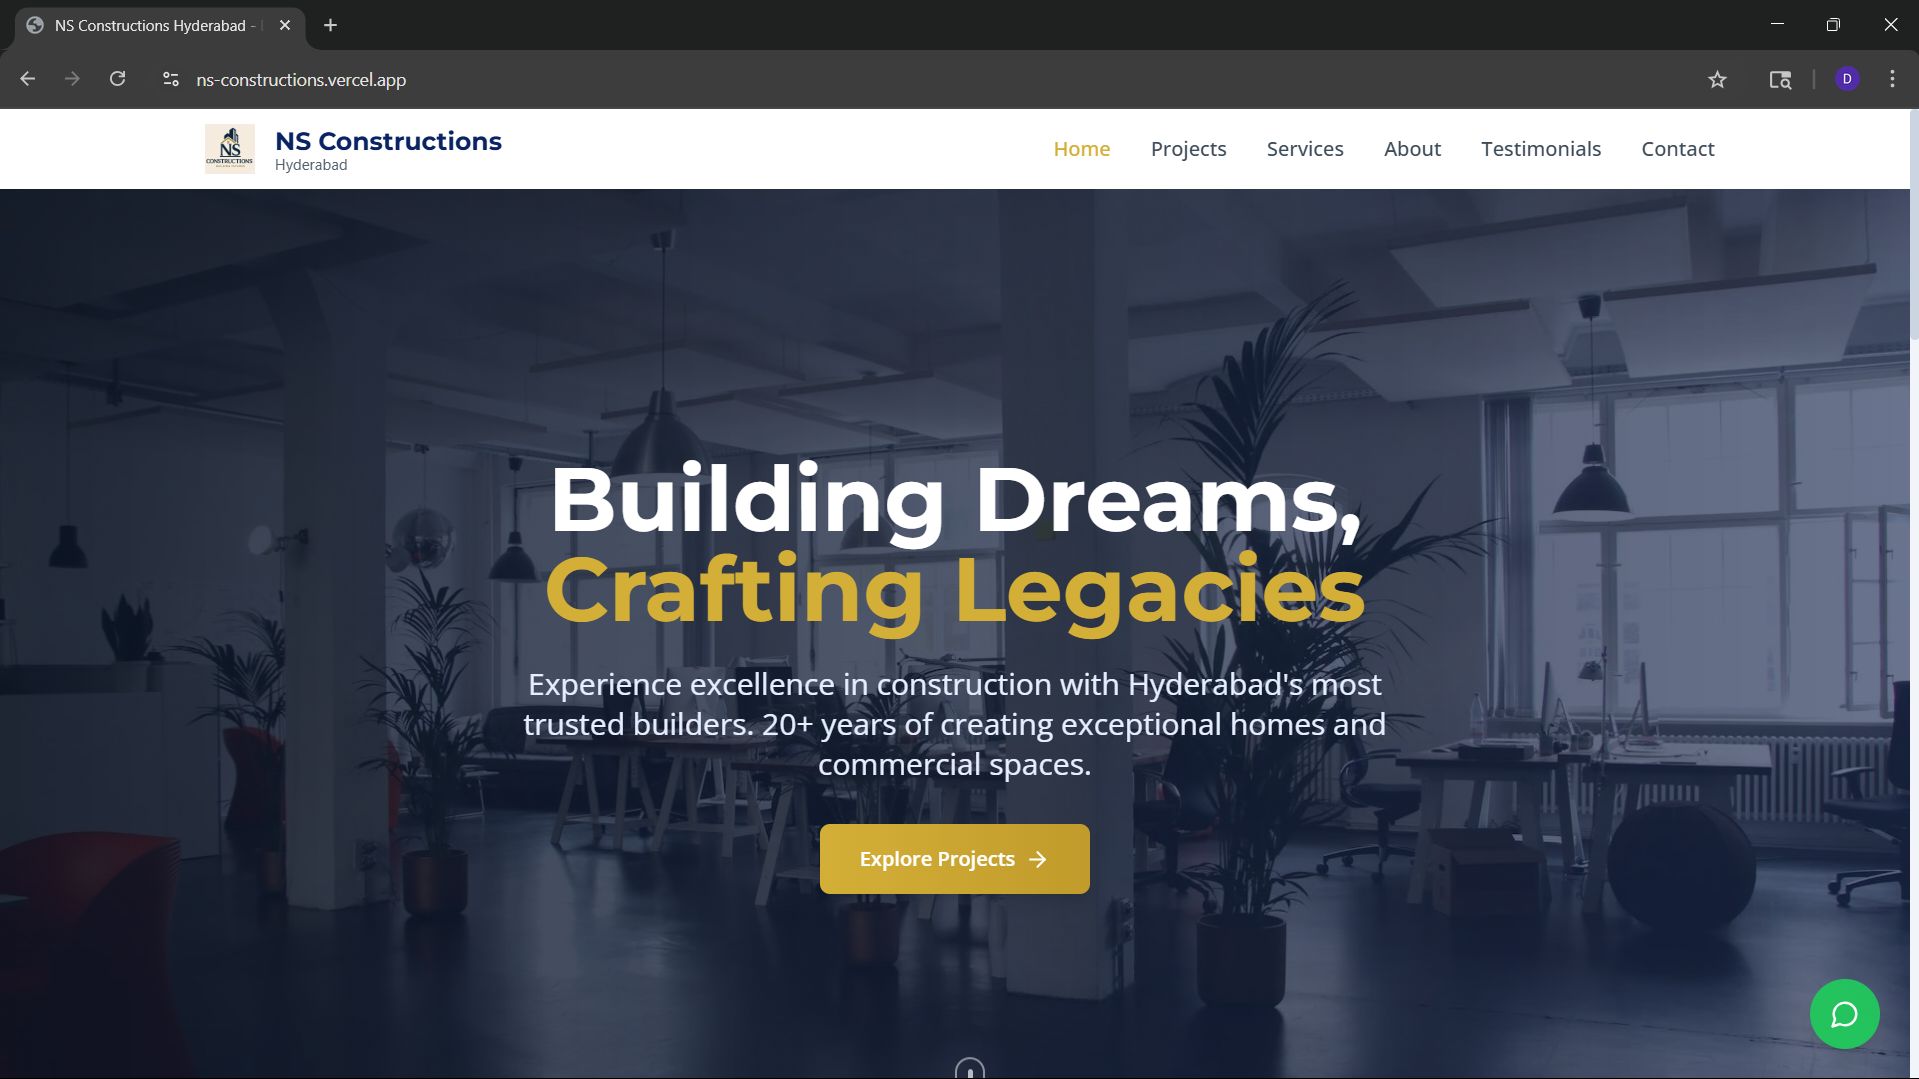 NS Constructions Hyderabad -
ns-constructions.vercel.app
D
NS
CONSTRUCTIONS
NS Constructions
Hyderabad
Home
Projects
Services
About
Testimonials
Contact
Building Dreams,
Crafting Legacies
Experience excellence in construction with Hyderabad's most
trusted builders. 20+ years of creating exceptional homes and
commercial spaces.
Explore Projects →